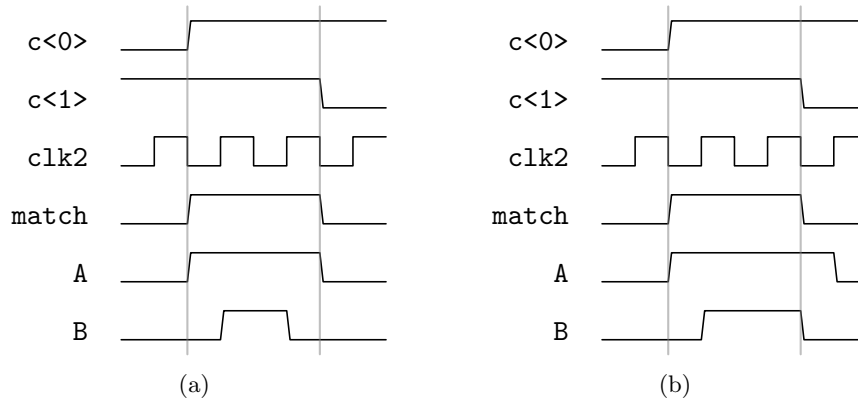 c<0> c<0>
c<1> c<1>
clk2 clk2
match match
A A
B B
(a) (b)